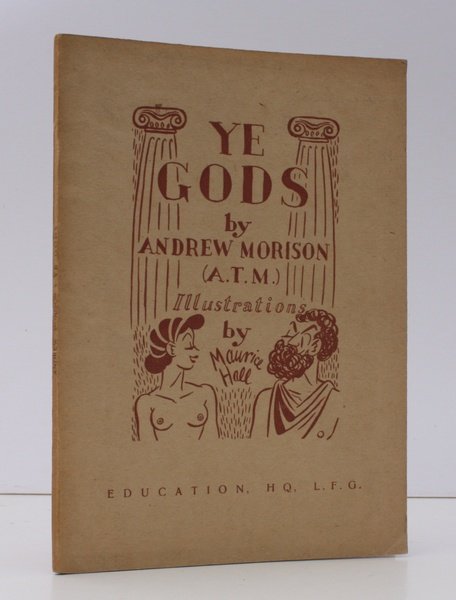 YE
GODS
by
ANDREW MORISON
(A.T.M.)
Illustrations
by
Maurice
Hall
EDUCATION, HQ, L.F.G.